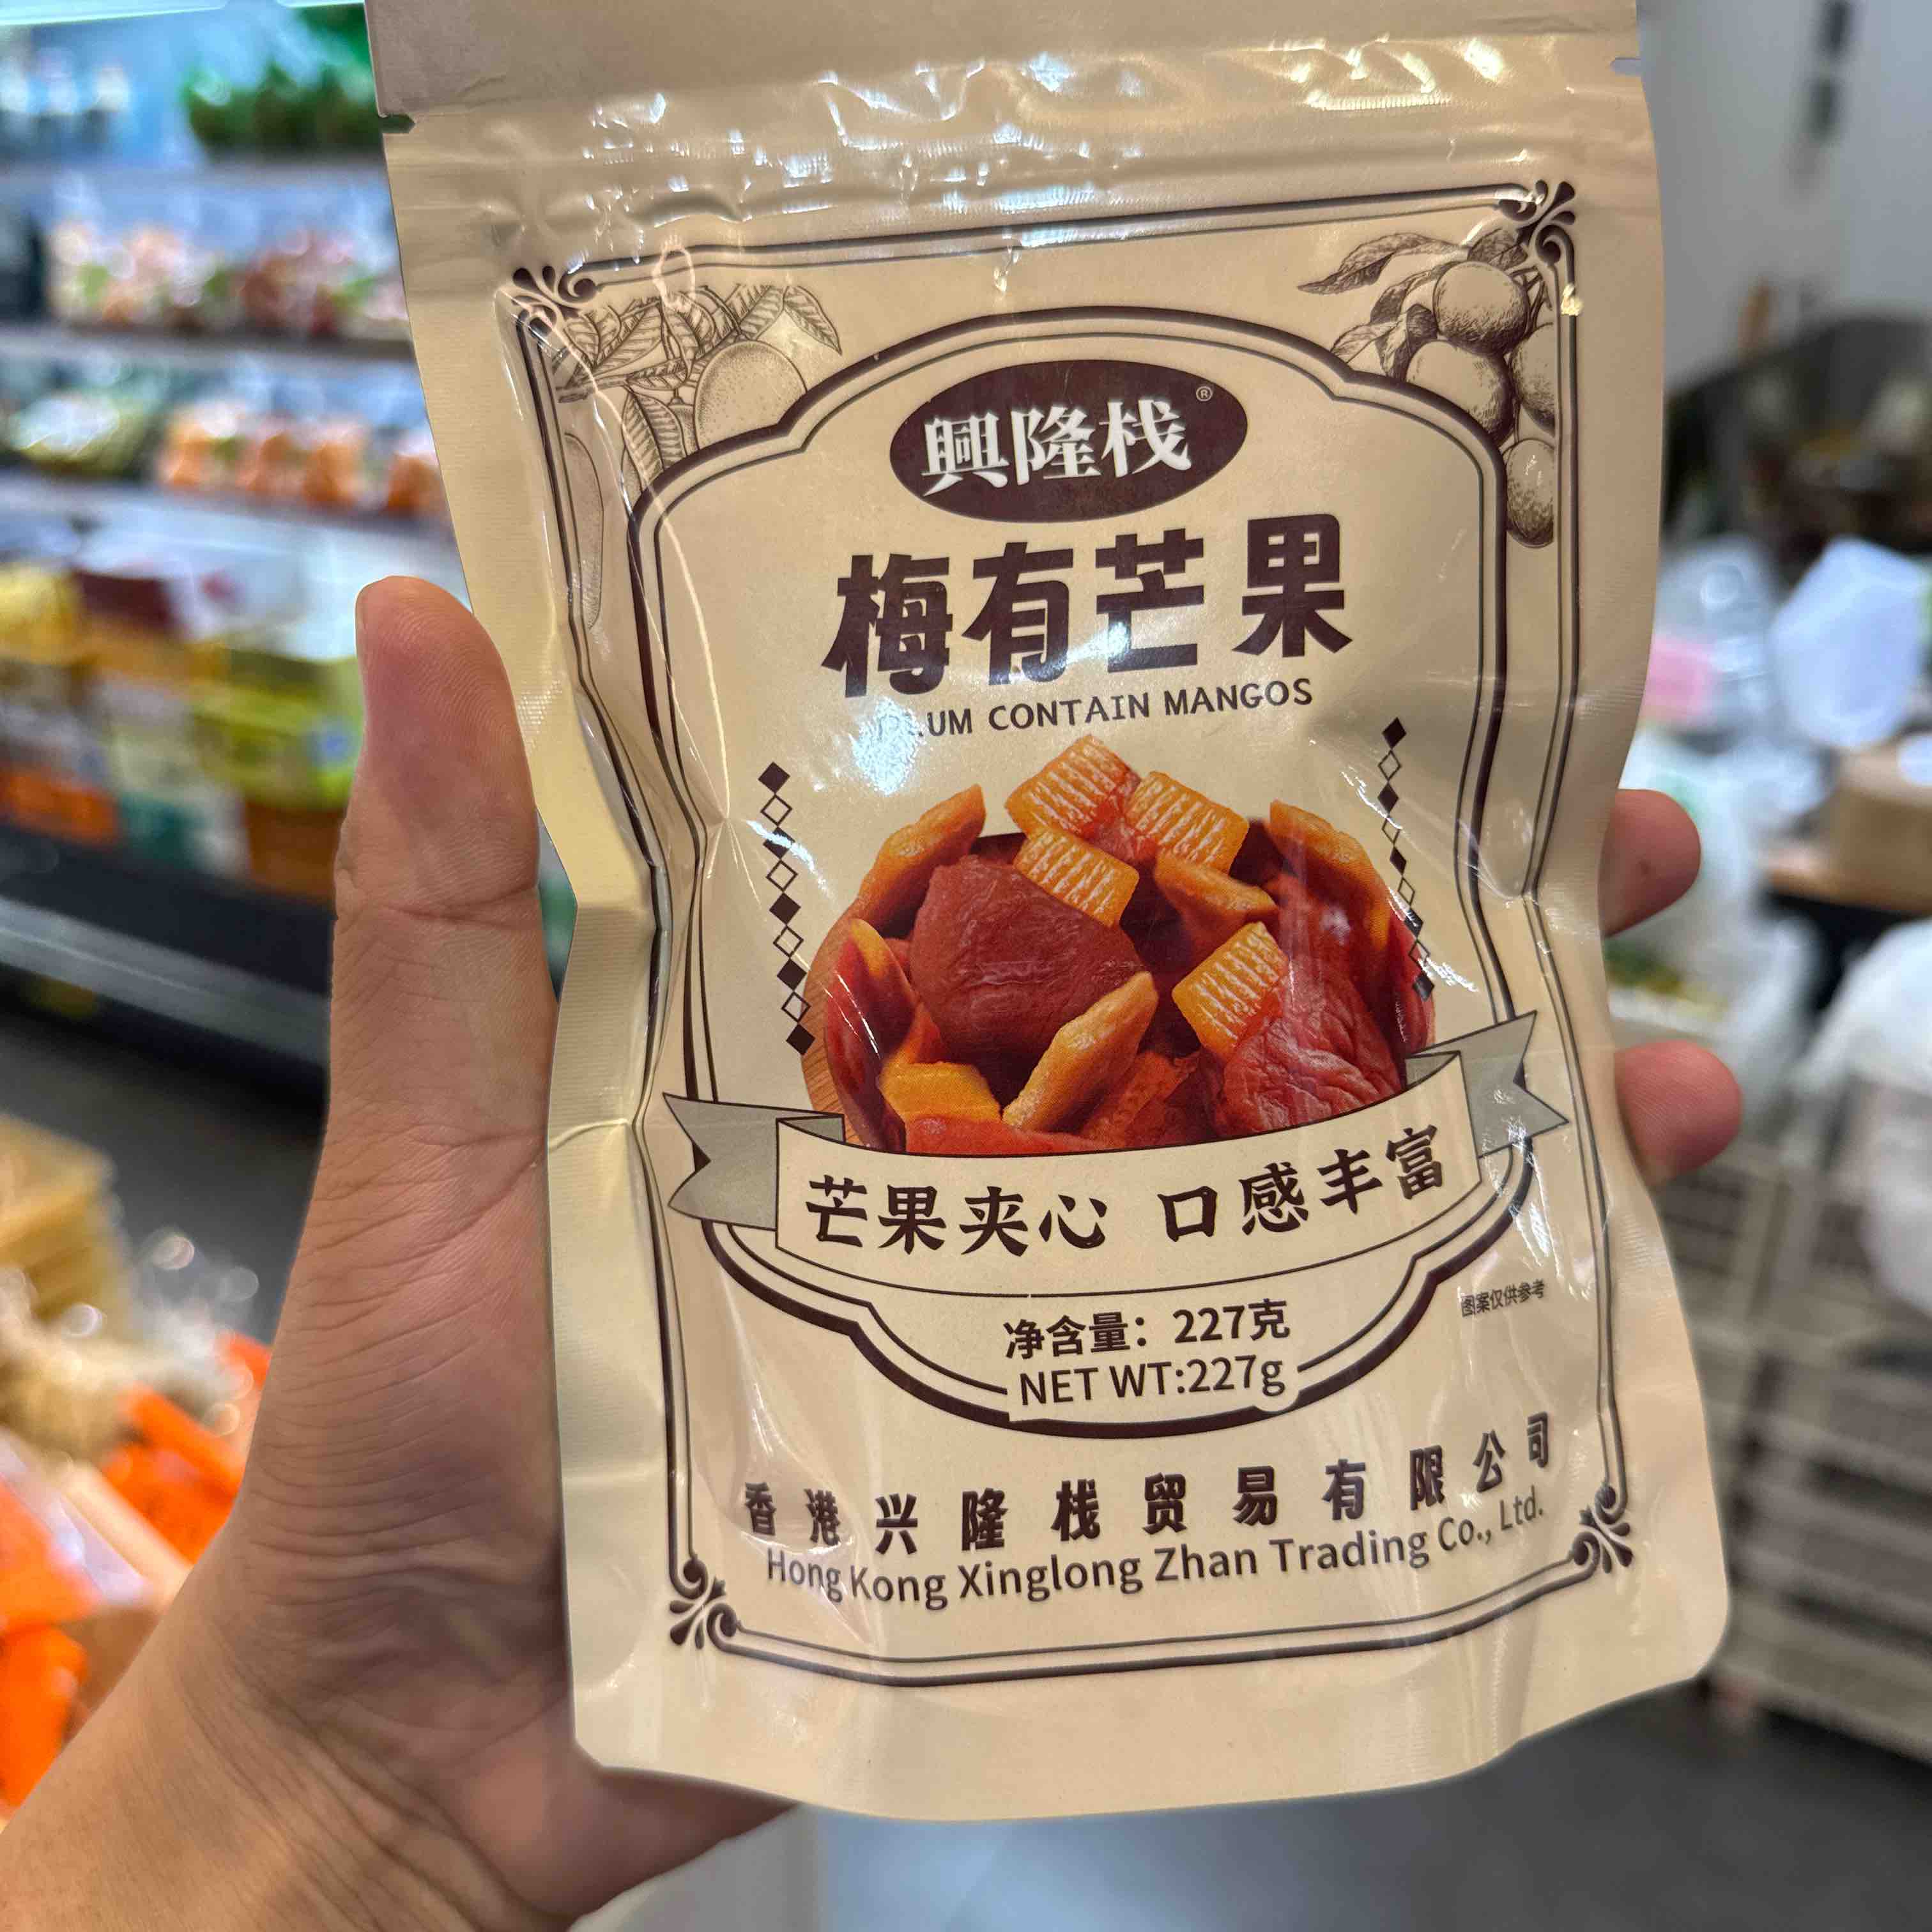 興隆栈®
梅有芒果
CONTAIN MANGOS
芒果夹心 口感丰富
图案仅供参考
净含量：227克
NET WT:227g
香港兴隆栈贸易有限公司
Hong Kong Xinglong Zhan Trading Co., Ltd.